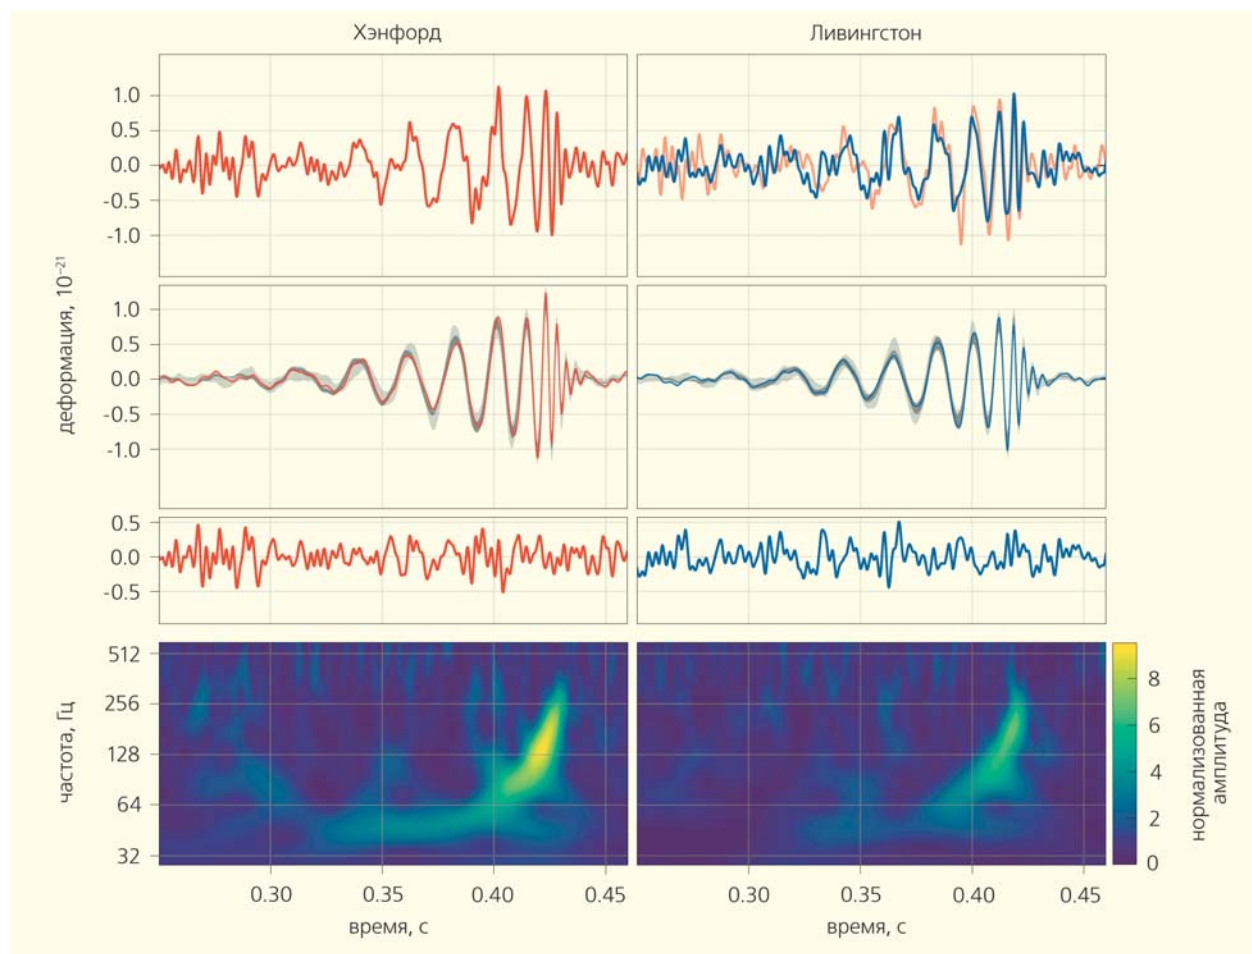 Хэнфорд
Ливингстон
1.0
0.5
0.0
-0.5
-1.0
1.0
0.5
0.0
-0.5
-1.0
деформация, 10⁻²¹
0.5
0.0
-0.5
512
256
128
64
32
частота, Гц
8
6
4
2
0
нормализованная
амплитуда
0.30 0.35 0.40 0.45
0.30 0.35 0.40 0.45
время, с
время, с